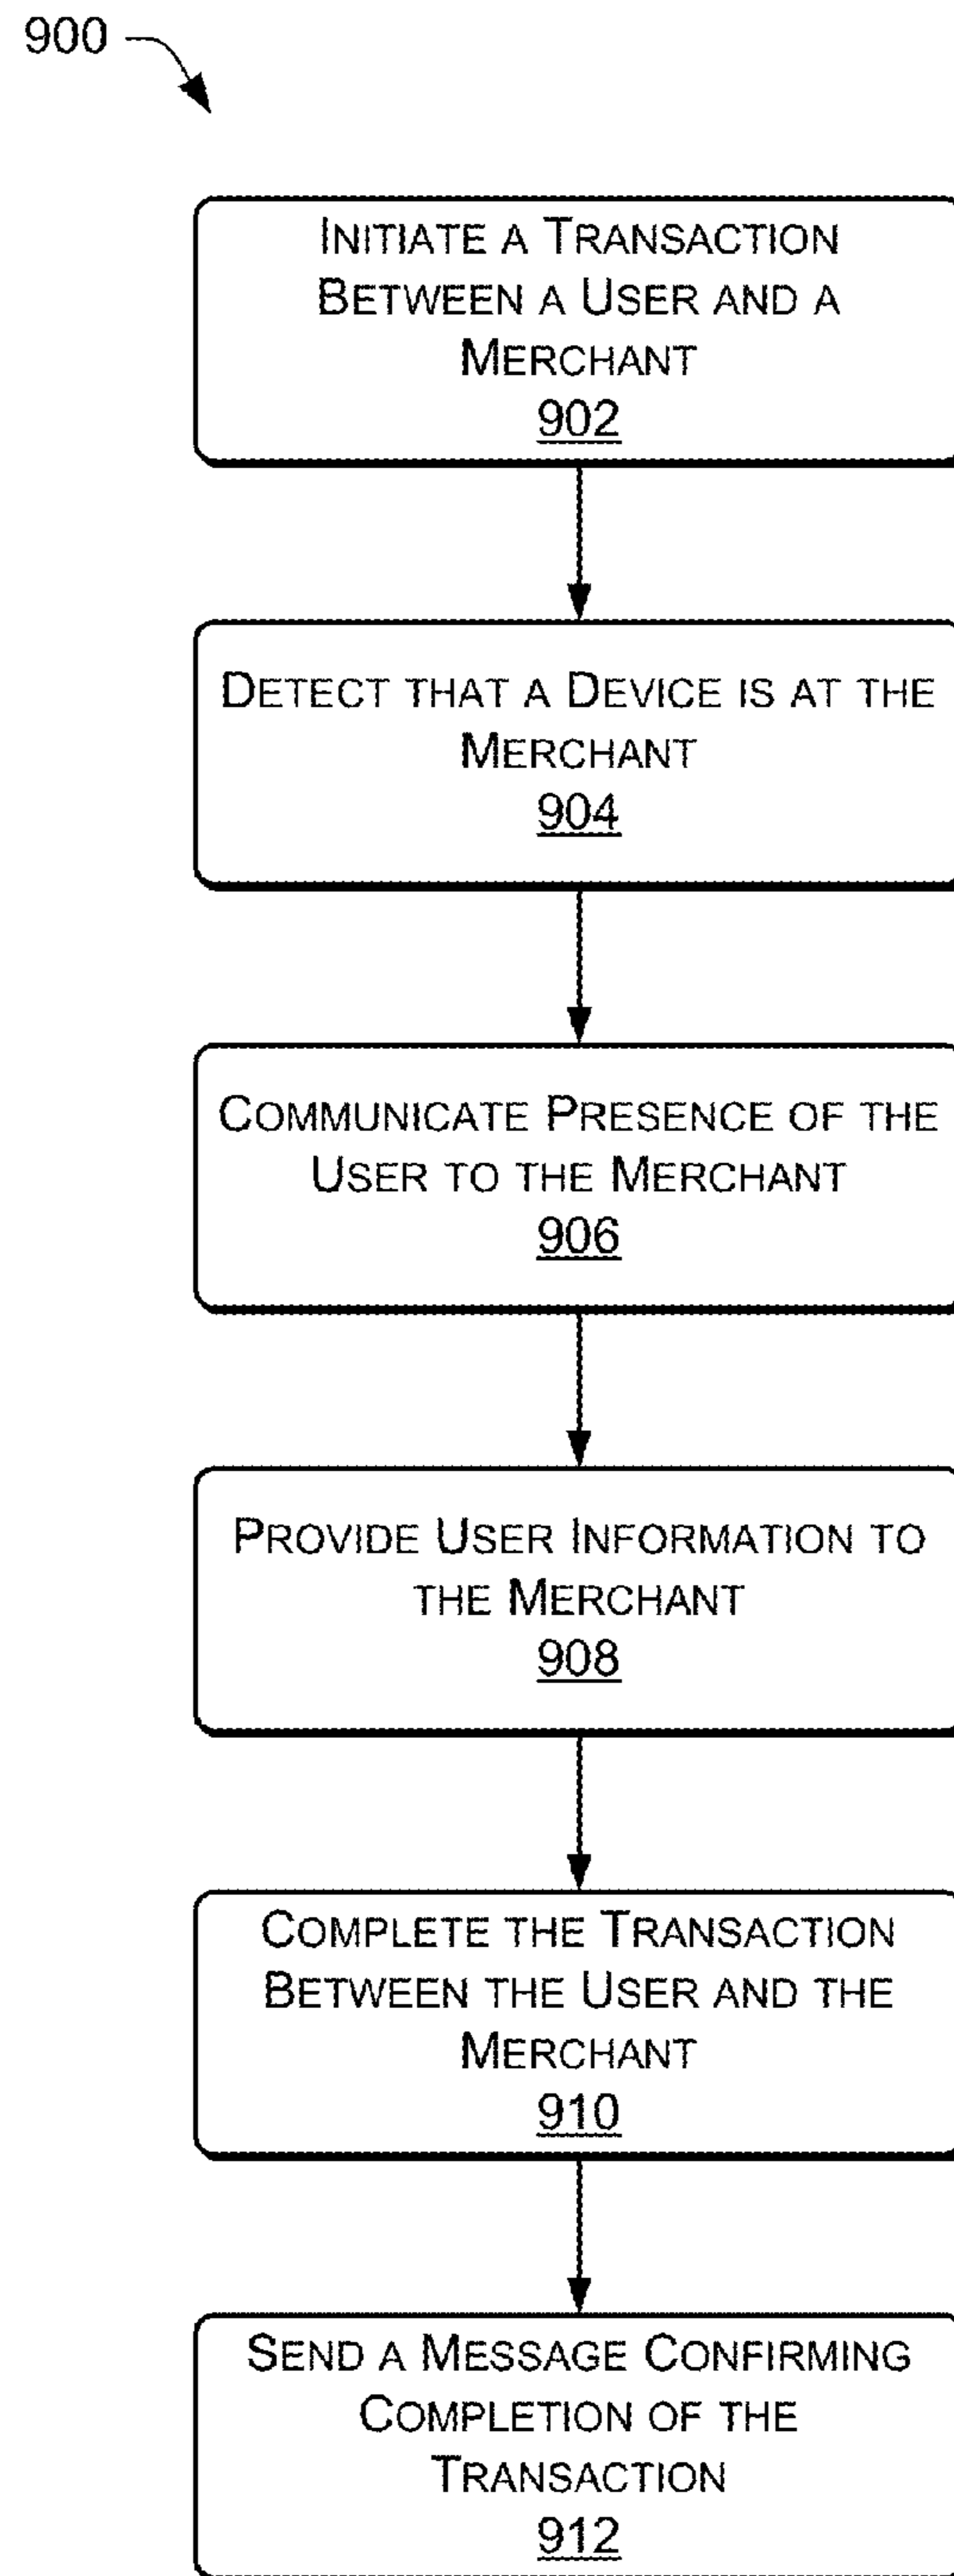 900
Initiate a Transaction
Between a User and a
Merchant
902
Detect that a Device is at the
Merchant
904
Communicate Presence of the
User to the Merchant
906
Provide User Information to
the Merchant
908
Complete the Transaction
Between the User and the
Merchant
910
Send a Message Confirming
Completion of the
Transaction
912